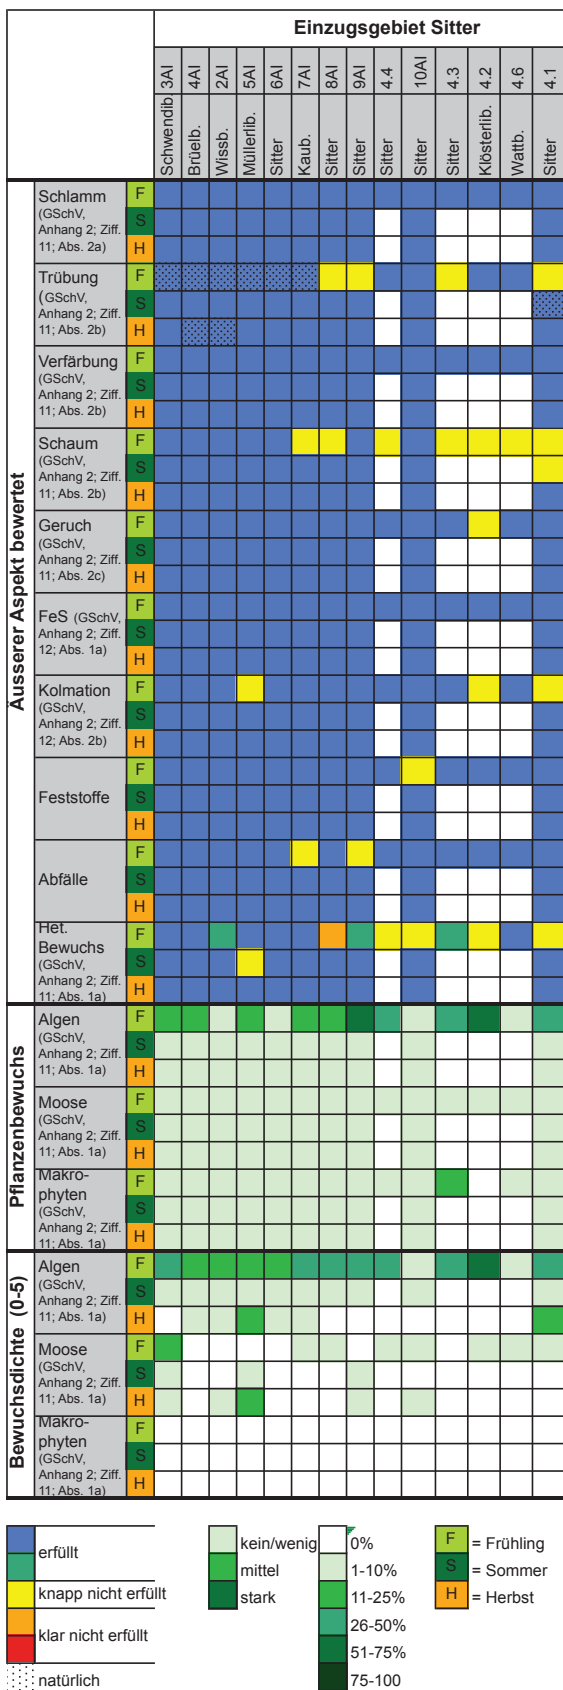 Einzugsgebiet Sitter
3AI 4AI 2AI 5AI 6AI 7AI 8AI 9AI 4.4 10AI 4.3 4.2 4.6 4.1
Schwendib. Brüelb. Wissb. Müllerlib. Sitter Kaub. Sitter Sitter Sitter Sitter Sitter Klösterlib. Wattb. Sitter
Äusserer Aspekt bewertet
Schlamm
(GSchV,
Anhang 2; Ziff.
11; Abs. 2a)
F
S
H
Trübung
(GSchV,
Anhang 2; Ziff.
11; Abs. 2b)
F
S
H
Verfärbung
(GSchV,
Anhang 2; Ziff.
11; Abs. 2b)
F
S
H
Schaum
(GSchV,
Anhang 2; Ziff.
11; Abs. 2b)
F
S
H
Geruch
(GSchV,
Anhang 2; Ziff.
11; Abs. 2c)
F
S
H
FeS (GSchV,
Anhang 2; Ziff.
12; Abs. 1a)
F
S
H
Kolmation
(GSchV,
Anhang 2; Ziff.
12; Abs. 2b)
F
S
H
Feststoffe
F
S
H
Abfälle
F
S
H
Het.
Bewuchs
(GSchV,
Anhang 2; Ziff.
11; Abs. 1a)
F
S
H
Pflanzenbewuchs
Algen
(GSchV,
Anhang 2; Ziff.
11; Abs. 1a)
F
S
H
Moose
(GSchV,
Anhang 2; Ziff.
11; Abs. 1a)
F
S
H
Makro-
phyten
(GSchV,
Anhang 2; Ziff.
11; Abs. 1a)
F
S
H
Bewuchsdichte (0-5)
Algen
(GSchV,
Anhang 2; Ziff.
11; Abs. 1a)
F
S
H
Moose
(GSchV,
Anhang 2; Ziff.
11; Abs. 1a)
F
S
H
Makro-
phyten
(GSchV,
Anhang 2; Ziff.
11; Abs. 1a)
F
S
H
erfüllt
knapp nicht erfüllt
klar nicht erfüllt
natürlich
kein/wenig
mittel
stark
0%
1-10%
11-25%
26-50%
51-75%
75-100
F = Frühling
S = Sommer
H = Herbst